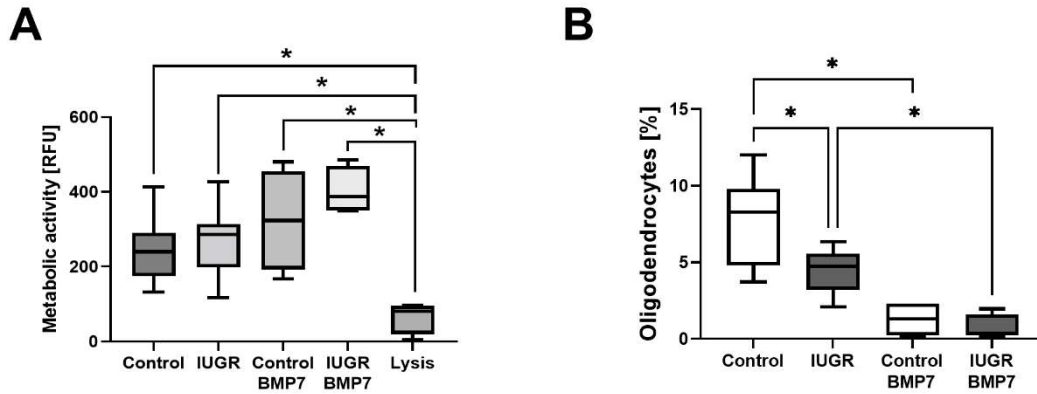 A
B
*
*
*
*
Metabolic activity [RFU]
600
400
200
0
Control
IUGR
Control
BMP7
IUGR
BMP7
Lysis
*
*
*
Oligodendrocytes [%]
15
10
5
0
Control
IUGR
Control
BMP7
IUGR
BMP7